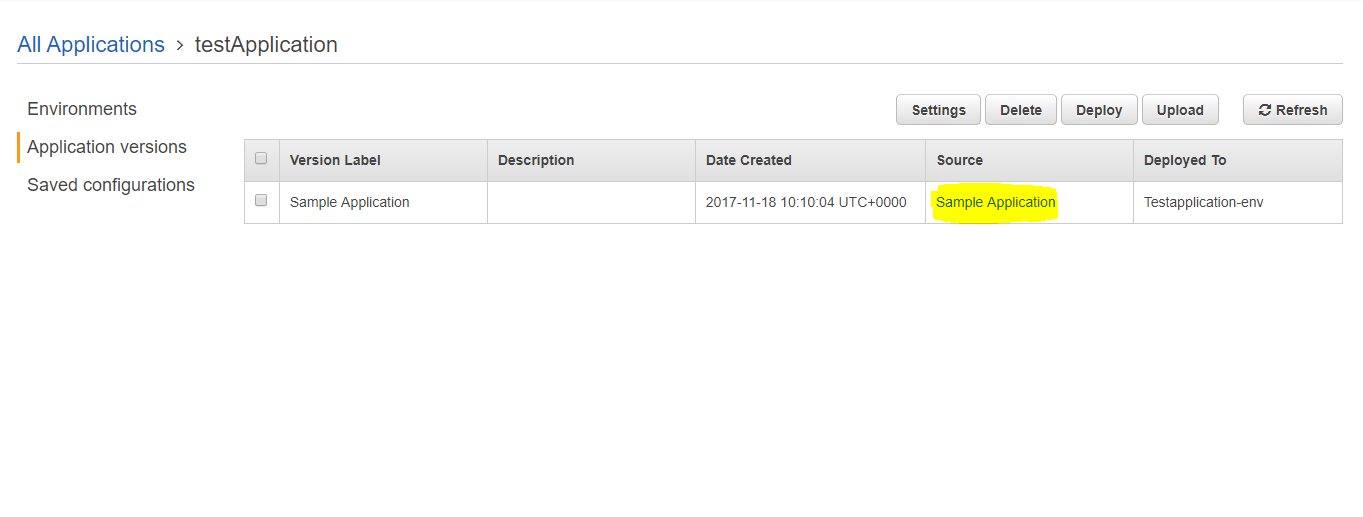 All Applications > testApplication
Environments
Application versions
Saved configurations
Settings Delete Deploy Upload Refresh
Version Label Description Date Created Source Deployed To
Sample Application 2017-11-18 10:10:04 UTC+0000 Sample Application Testapplication-env